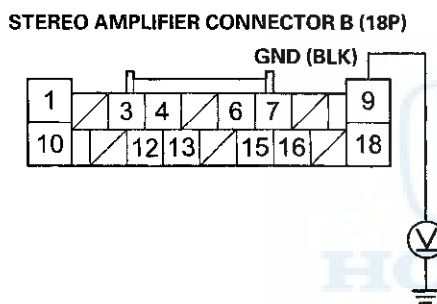 STEREO AMPLIFIER CONNECTOR B (18P)
GND (BLK)
1 3 4 6 7 9
10 12 13 15 16 18
V